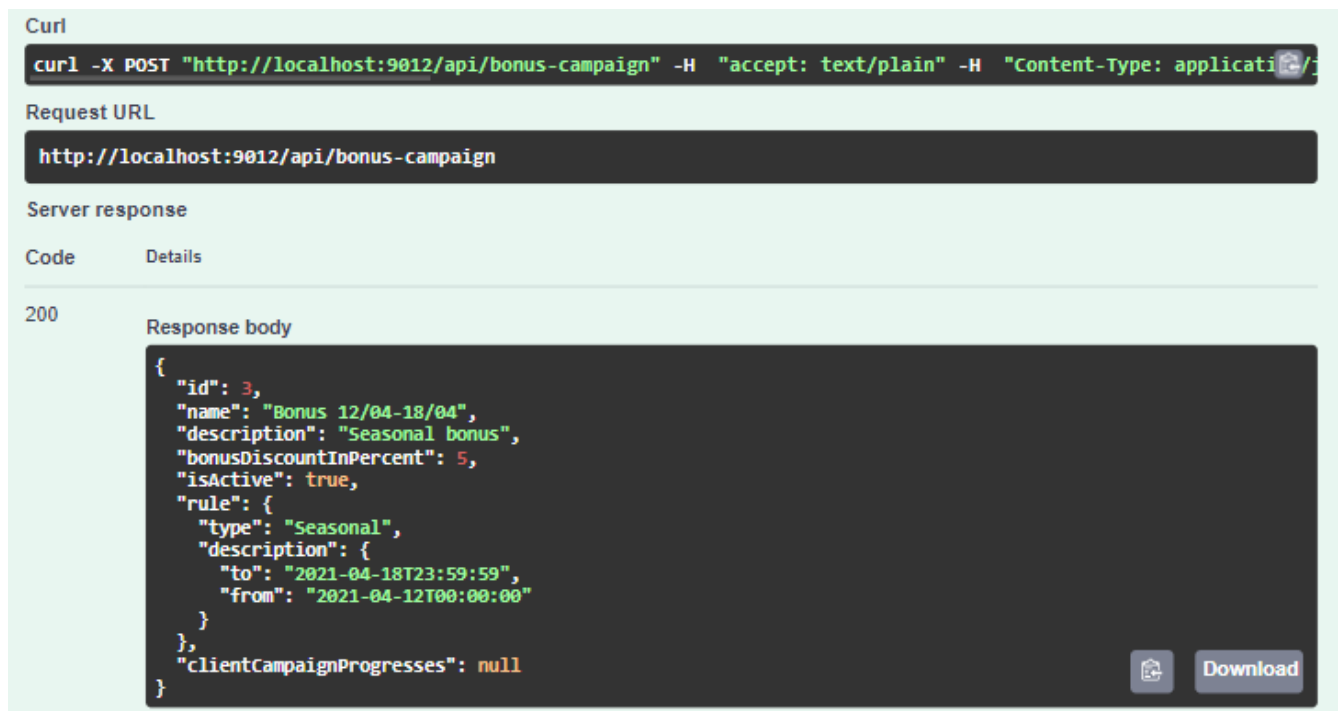 Curl
curl -X POST "http://localhost:9012/api/bonus-campaign" -H  "accept: text/plain" -H  "Content-Type: applicati
Request URL
http://localhost:9012/api/bonus-campaign
Server response
Code Details
200
Response body
{
  "id": 3,
  "name": "Bonus 12/04-18/04",
  "description": "Seasonal bonus",
  "bonusDiscountInPercent": 5,
  "isActive": true,
  "rule": {
    "type": "Seasonal",
    "description": {
      "to": "2021-04-18T23:59:59",
      "from": "2021-04-12T00:00:00"
    }
  },
  "clientCampaignProgresses": null
}
Download